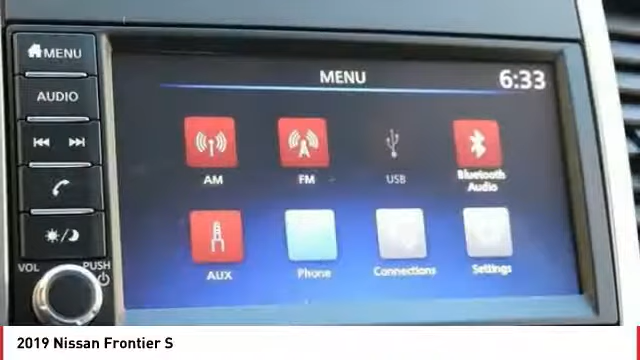 MENU
AUDIO
VOL
PUSH
MENU
6:33
AM
FM
USB
Bluetooth
Audio
AUX
Phone
Connections
Settings
2019 Nissan Frontier S